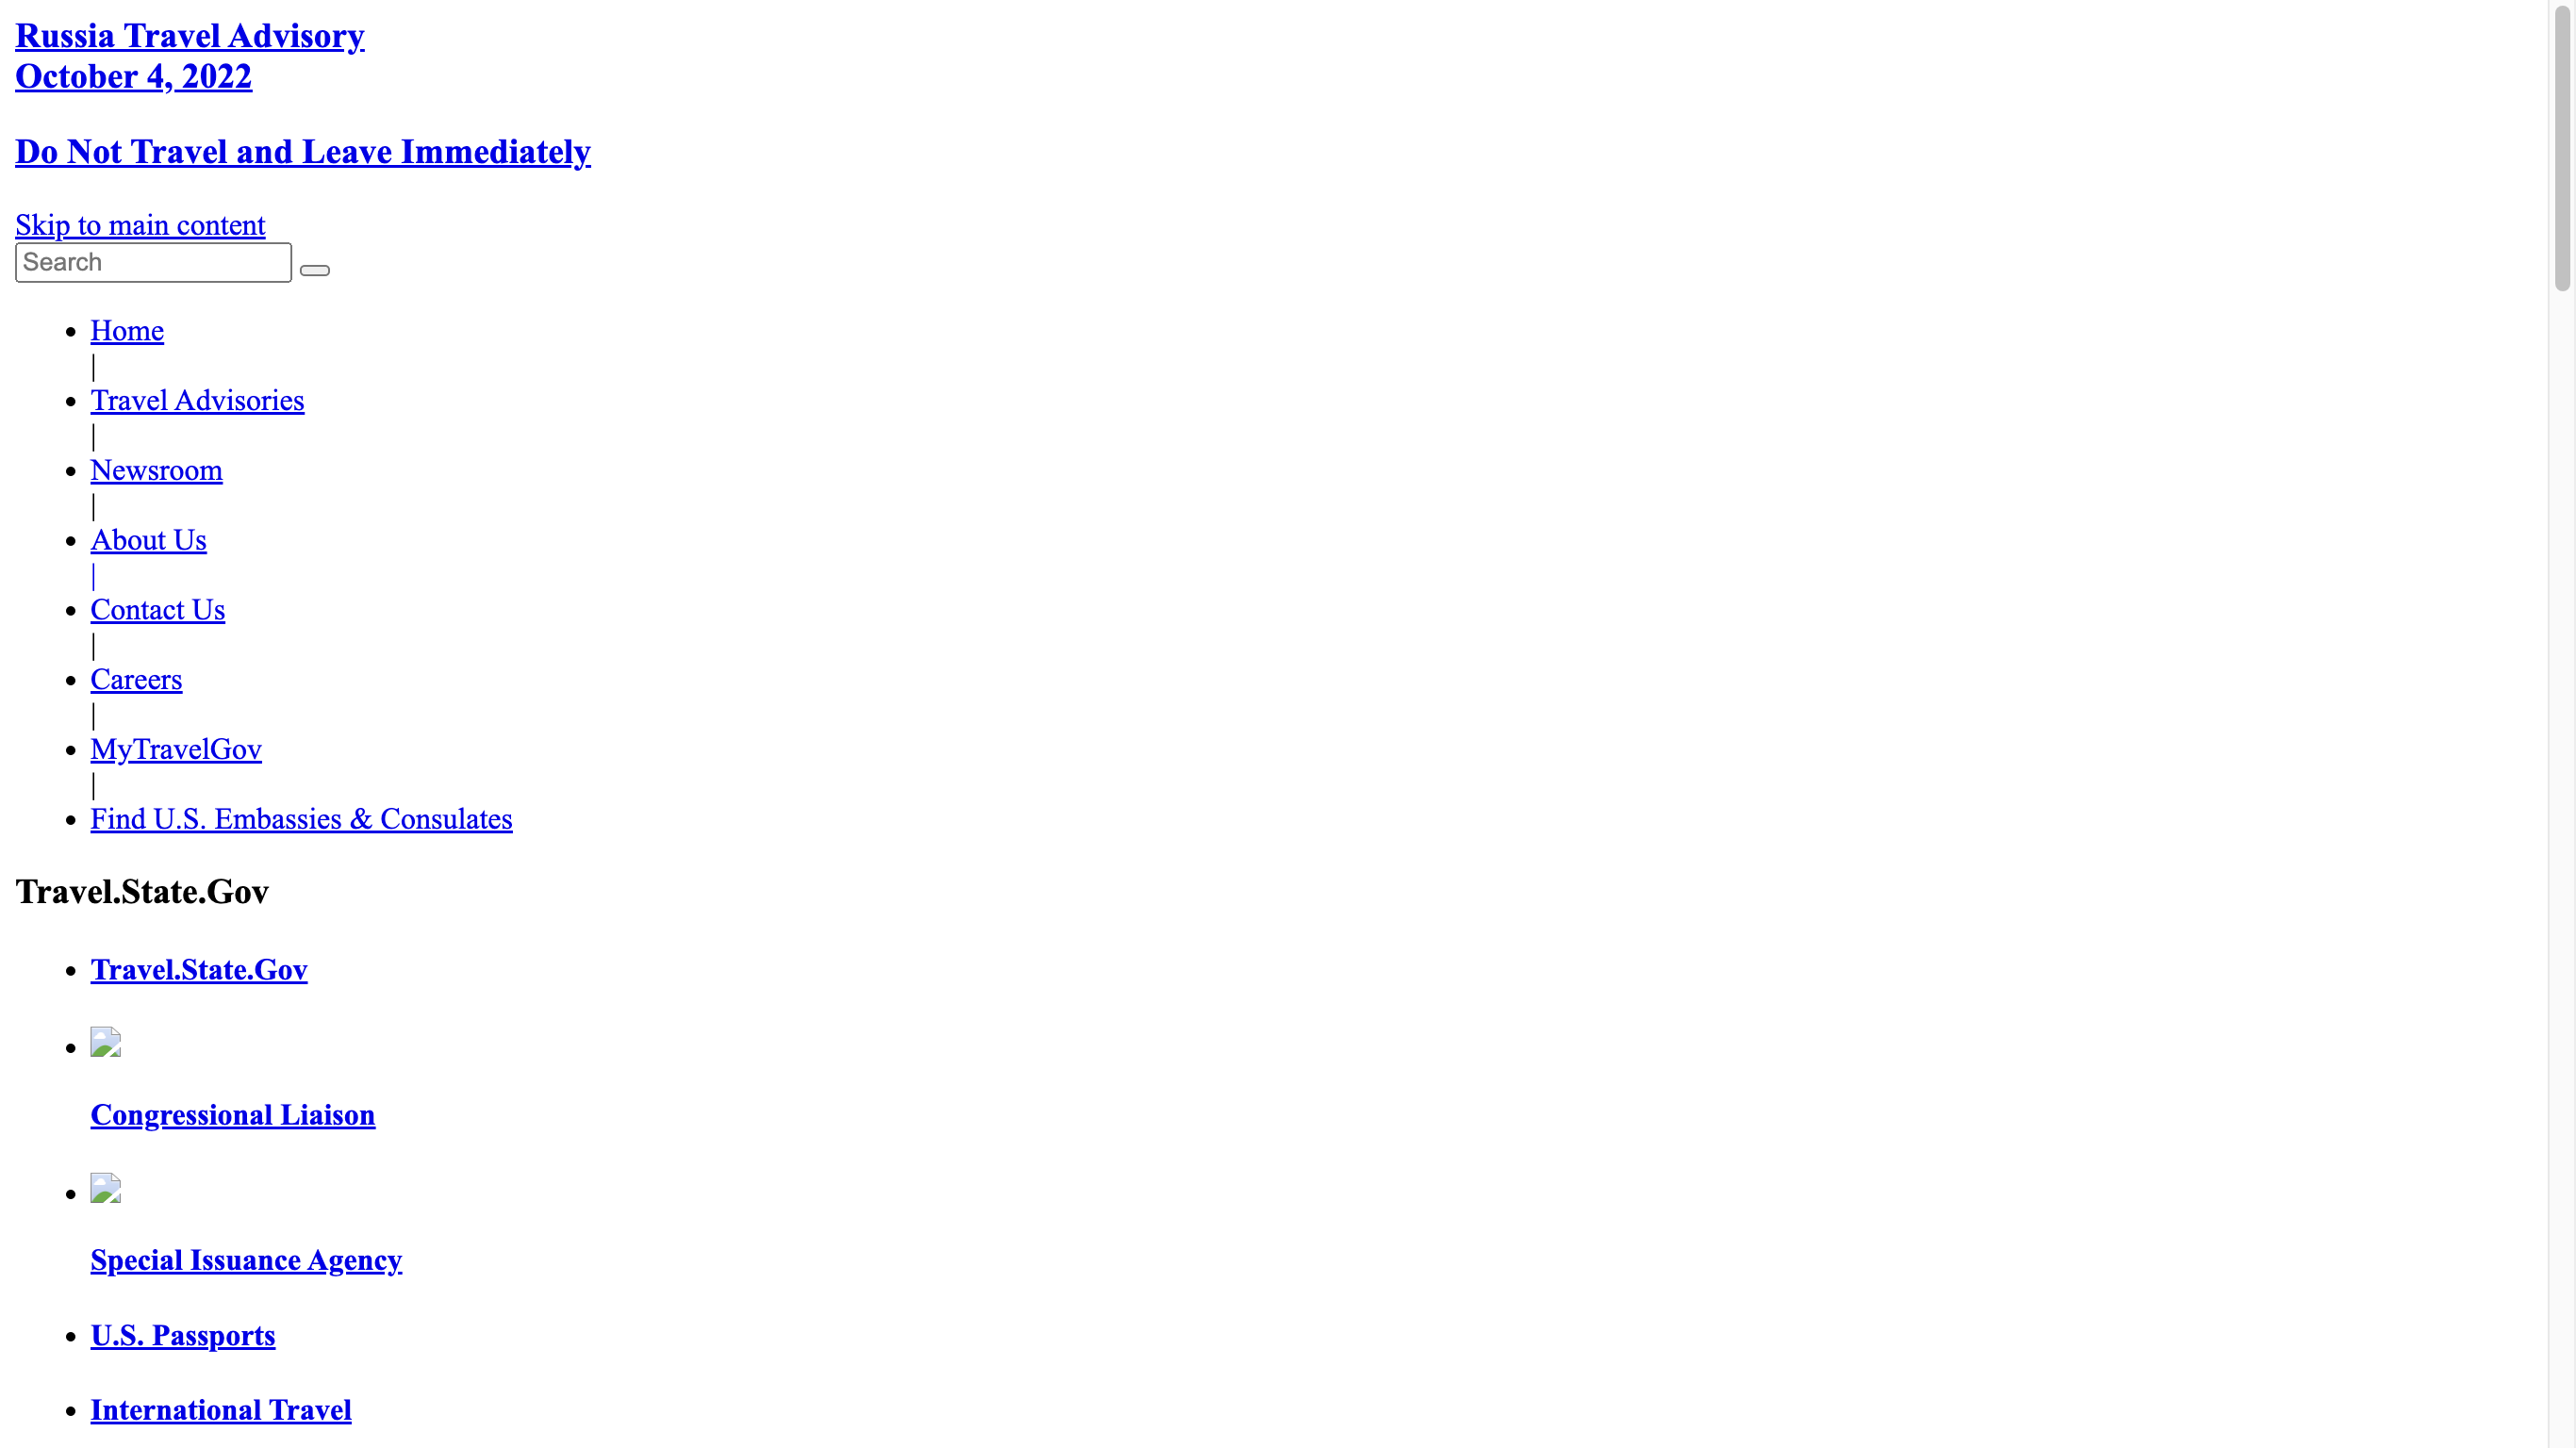 Russia Travel Advisory
October 4, 2022
Do Not Travel and Leave Immediately
Skip to main content
Search
Home
|
Travel Advisories
|
Newsroom
|
About Us
|
Contact Us
|
Careers
|
MyTravelGov
|
Find U.S. Embassies & Consulates
Travel.State.Gov
Travel.State.Gov
Congressional Liaison
Special Issuance Agency
U.S. Passports
International Travel